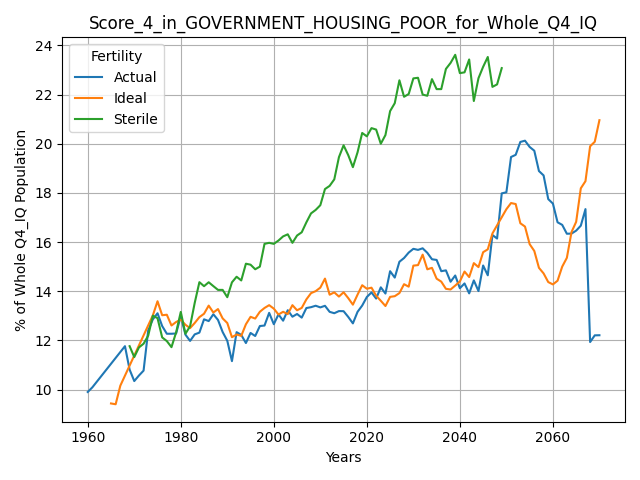 Score_4_in_GOVERNMENT_HOUSING_POOR_for_Whole_Q4_IQ
Fertility
Actual
Ideal
Sterile
% of Whole Q4_IQ Population
24
22
20
18
16
14
12
10
1960
1980
2000
2020
2040
2060
Years